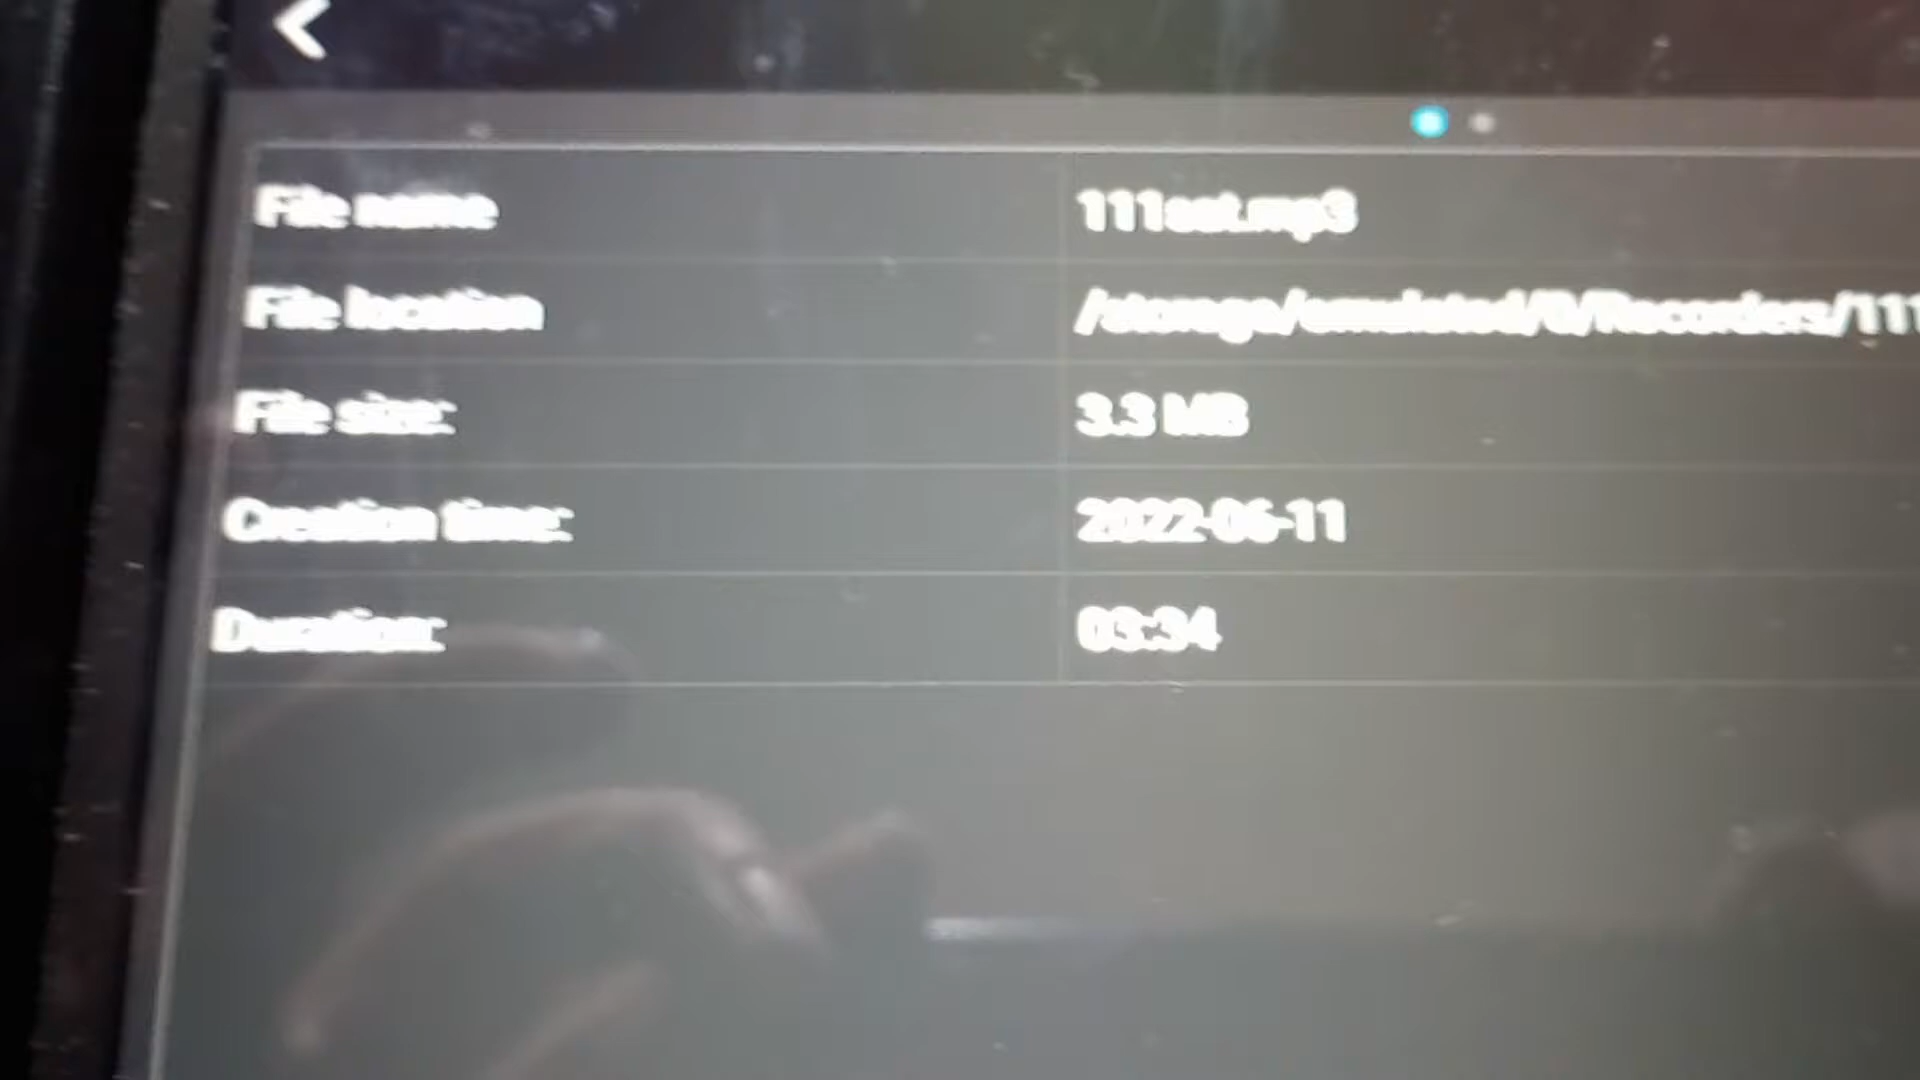 File name 111sat.mp3
File location /storage/emulated/0/Recorders/111
File size: 3.3 MB
Creation time: 2022-06-11
Duration: 03:34